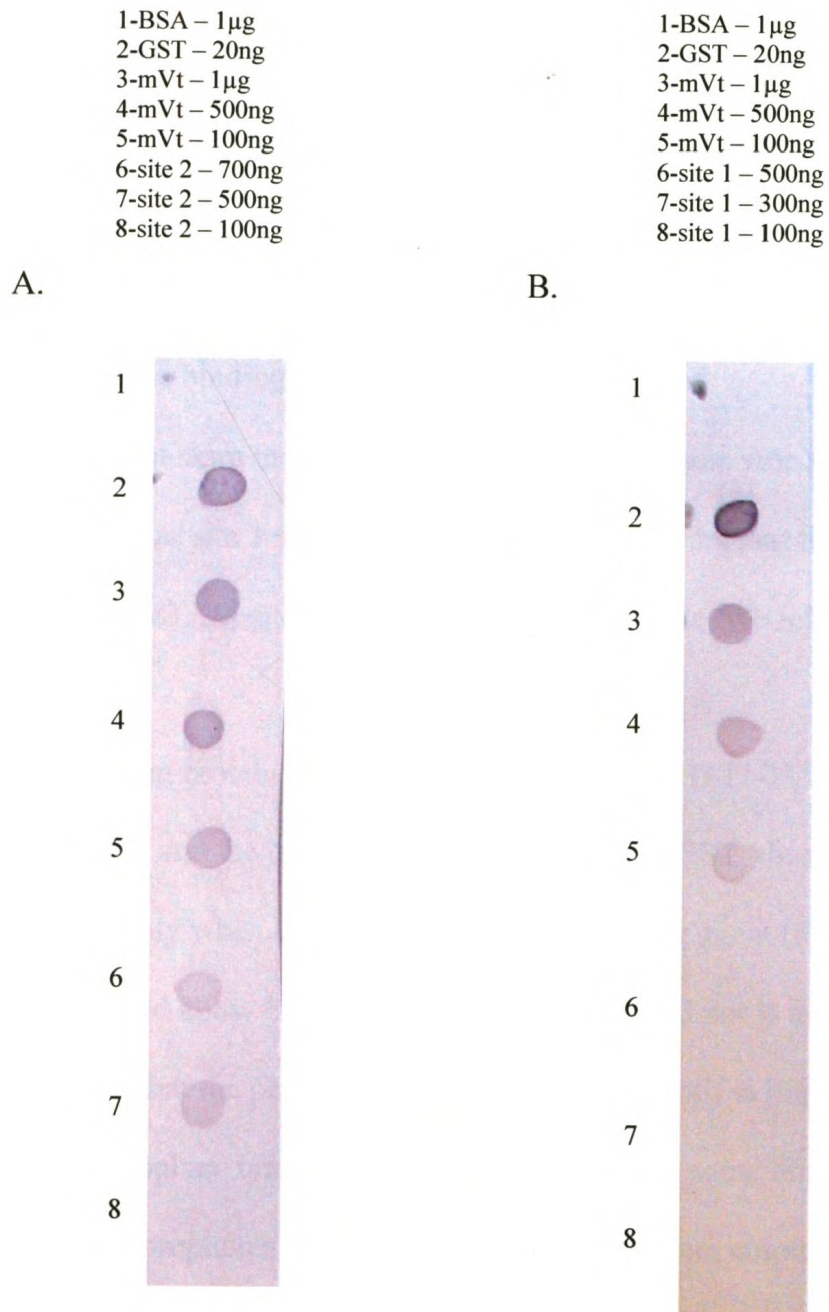 1-BSA – 1µg
2-GST – 20ng
3-mVt – 1µg
4-mVt – 500ng
5-mVt – 100ng
6-site 2 – 700ng
7-site 2 – 500ng
8-site 2 – 100ng
1-BSA – 1µg
2-GST – 20ng
3-mVt – 1µg
4-mVt – 500ng
5-mVt – 100ng
6-site 1 – 500ng
7-site 1 – 300ng
8-site 1 – 100ng
A.
1
2
3
4
5
6
7
8
B.
1
2
3
4
5
6
7
8